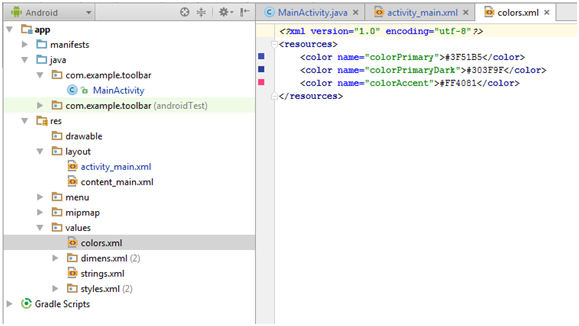 Android
app
manifests
java
com.example.toolbar
MainActivity
com.example.toolbar (androidTest)
res
drawable
layout
activity_main.xml
content_main.xml
menu
mipmap
values
colors.xml
dimens.xml (2)
strings.xml
styles.xml (2)
Gradle Scripts
MainActivity.java activity_main.xml colors.xml
<?xml version="1.0" encoding="utf-8"?>
<resources>
<color name="colorPrimary">#3F51B5</color>
<color name="colorPrimaryDark">#303F9F</color>
<color name="colorAccent">#FF4081</color>
</resources>